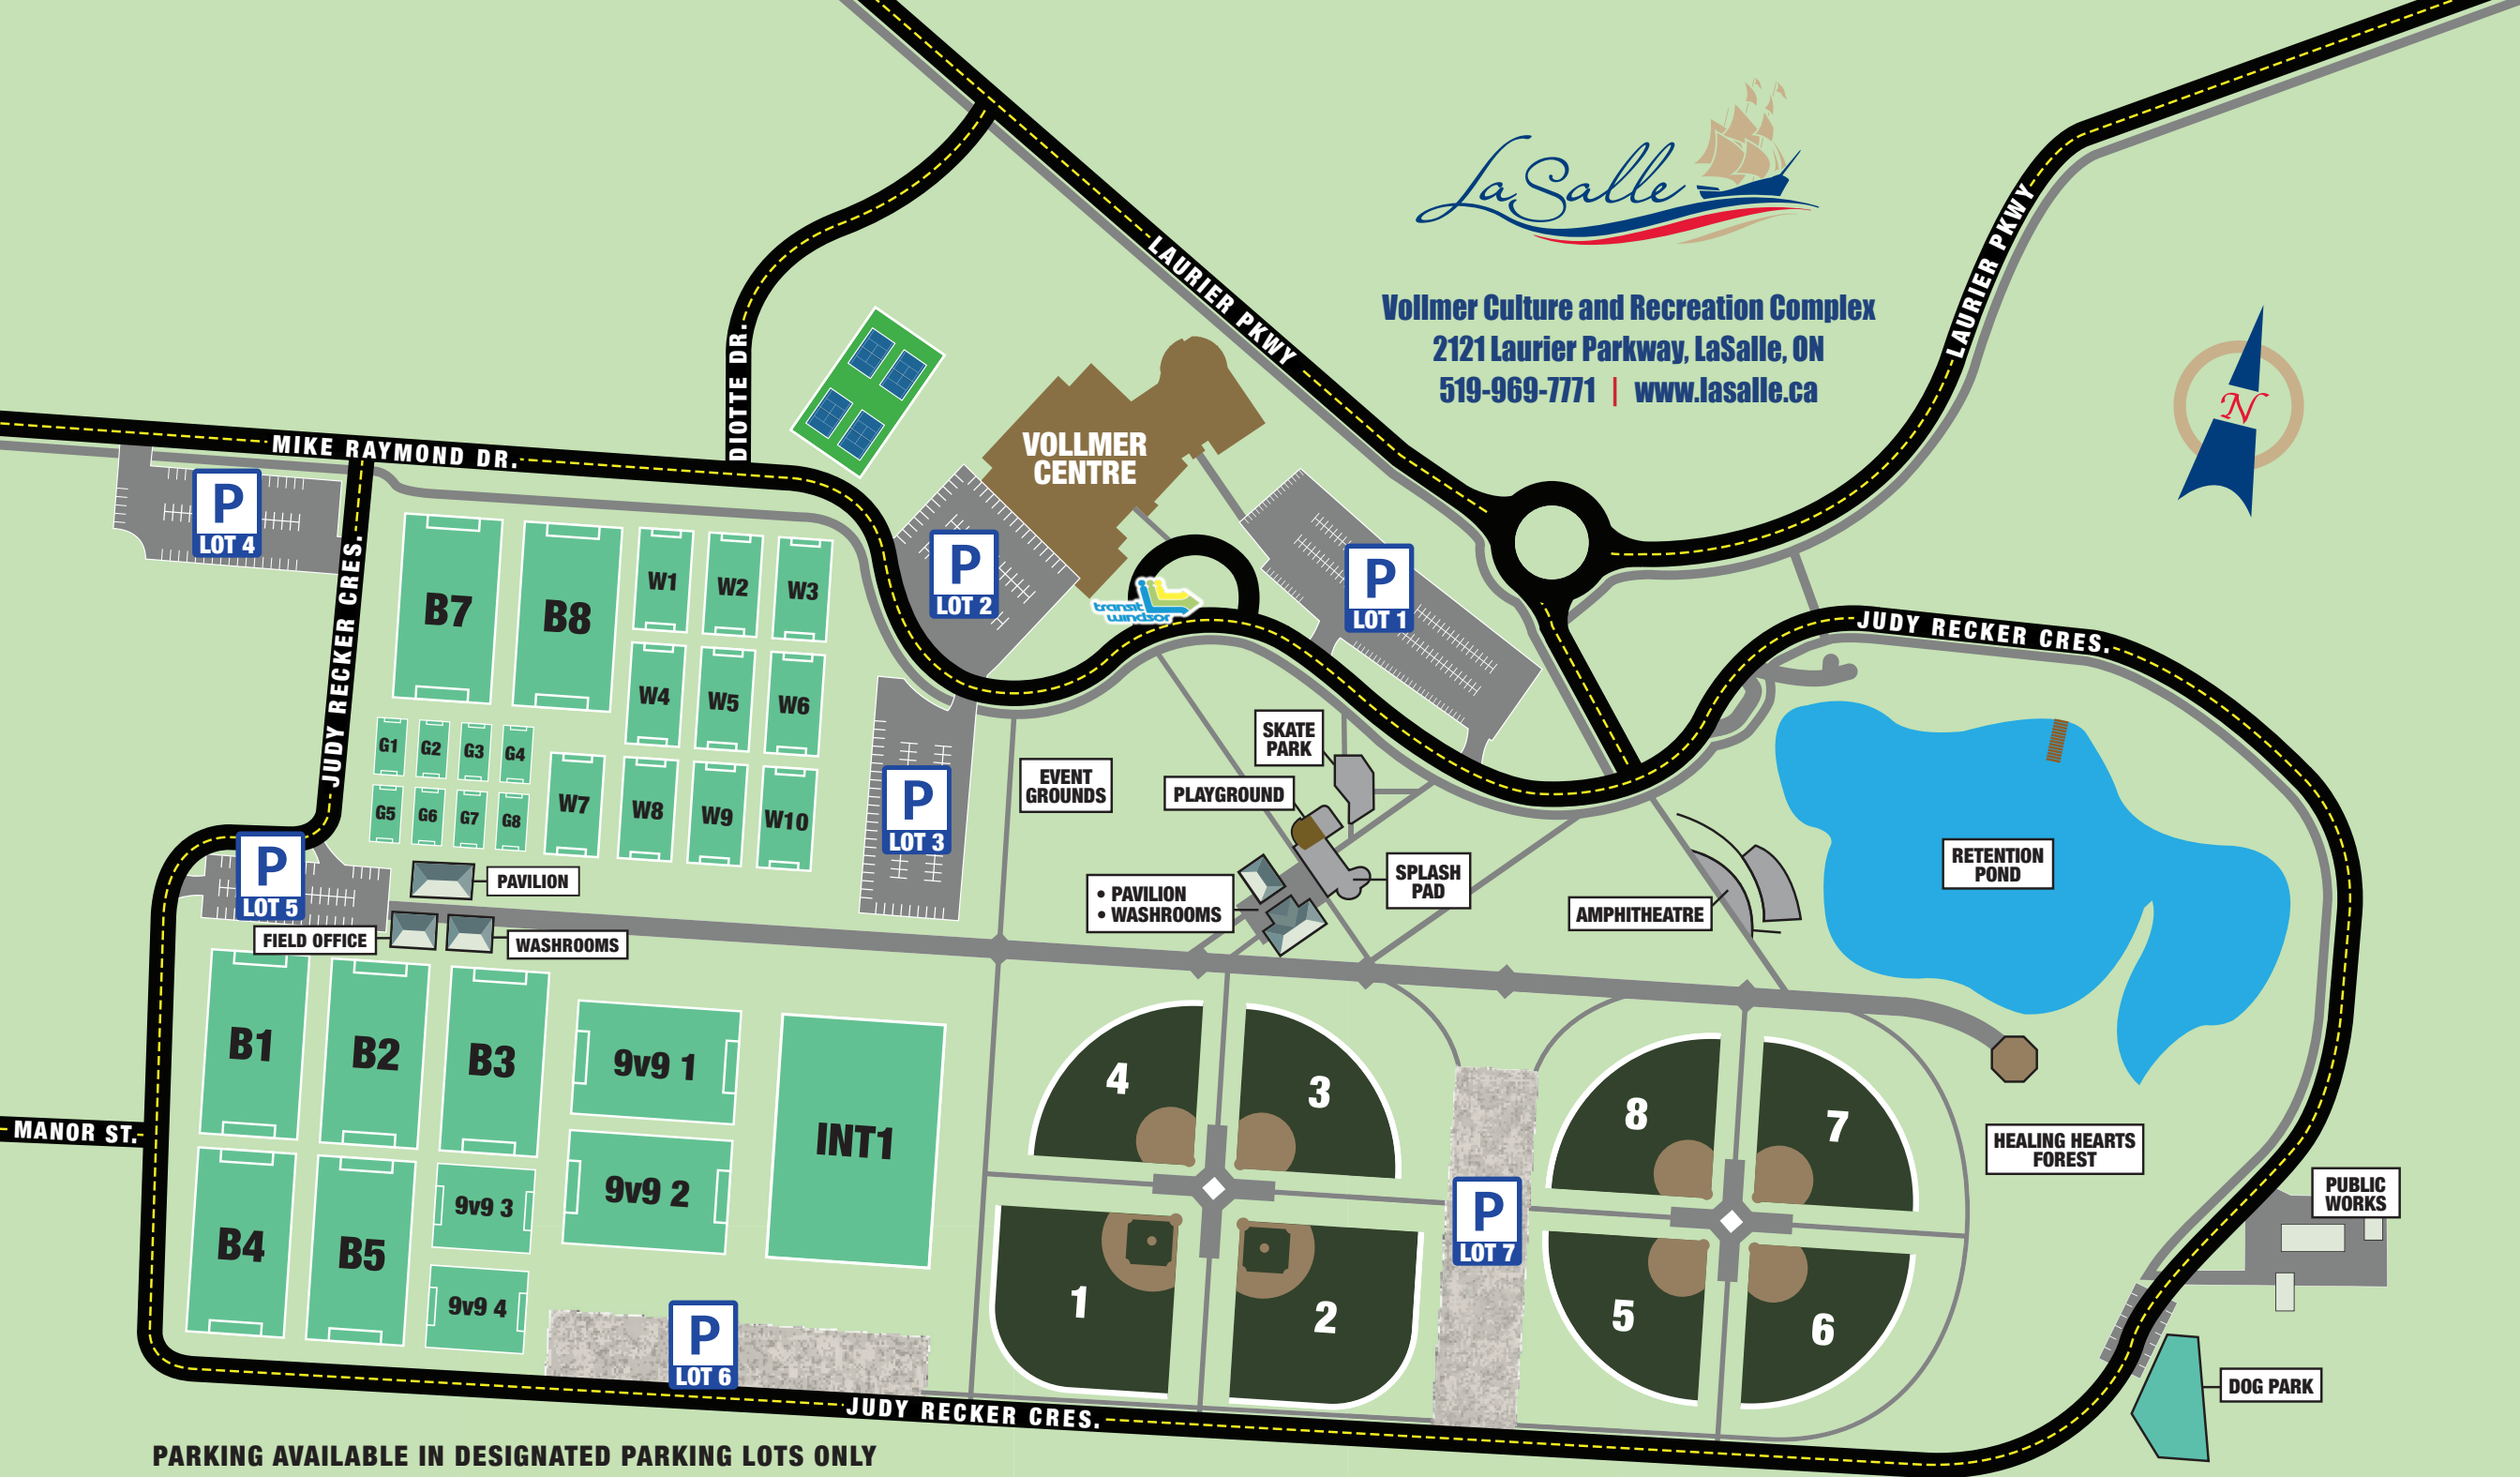 LaSalle
Vollmer Culture and Recreation Complex
2121 Laurier Parkway, LaSalle, ON
519-969-7771 | www.lasalle.ca
N
LAURIER PKWY
LAURIER PKWY
DIOTTE DR.
MIKE RAYMOND DR.
VOLLMER
CENTRE
P
LOT 4
P
LOT 2
P
LOT 1
transit
windsor
JUDY RECKER CRES.
JUDY RECKER CRES.
B7
B8
W1
W2
W3
W4
W5
W6
G1
G2
G3
G4
G5
G6
G7
G8
W7
W8
W9
W10
P
LOT 3
EVENT
GROUNDS
SKATE
PARK
PLAYGROUND
SPLASH
PAD
• PAVILION
• WASHROOMS
AMPHITHEATRE
RETENTION
POND
P
LOT 5
PAVILION
FIELD OFFICE
WASHROOMS
B1
B2
B3
9v9 1
INT1
4
3
8
7
MANOR ST.
HEALING HEARTS
FOREST
PUBLIC
WORKS
B4
B5
9v9 3
9v9 2
9v9 4
1
2
P
LOT 7
5
6
P
LOT 6
DOG PARK
JUDY RECKER CRES.
PARKING AVAILABLE IN DESIGNATED PARKING LOTS ONLY